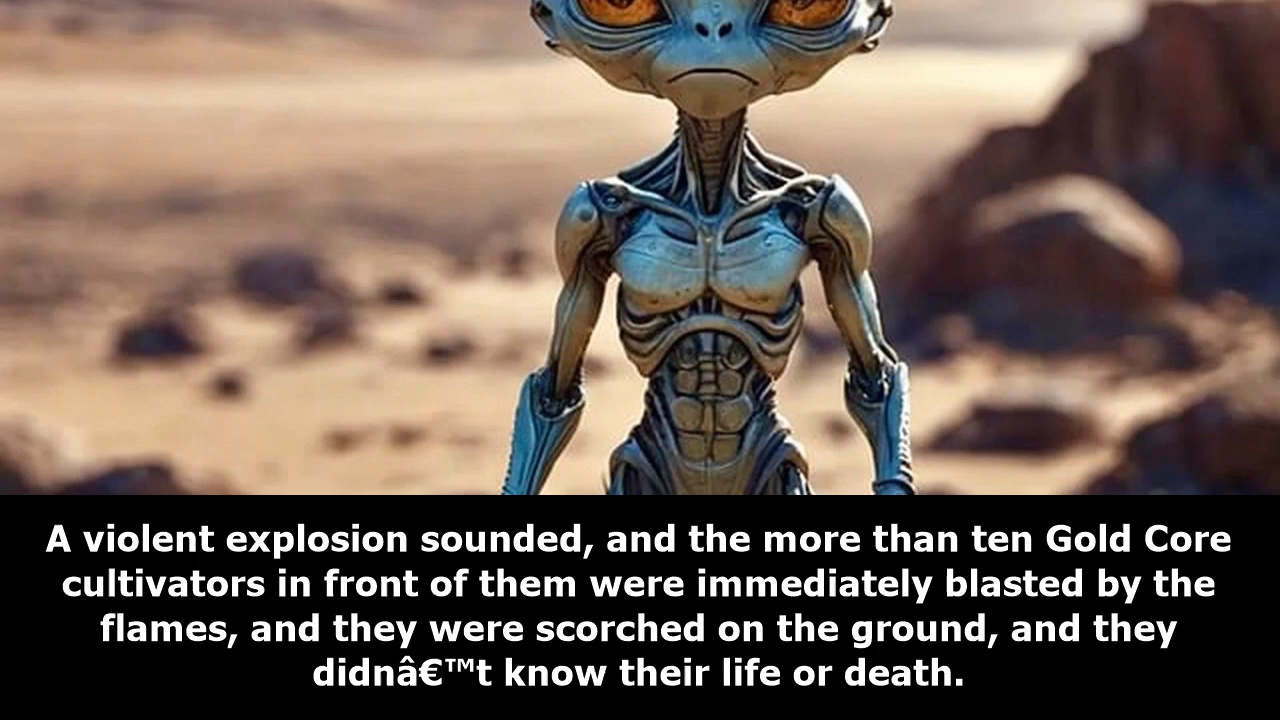 A violent explosion sounded, and the more than ten Gold Core
cultivators in front of them were immediately blasted by the
flames, and they were scorched on the ground, and they
didnâ€™t know their life or death.